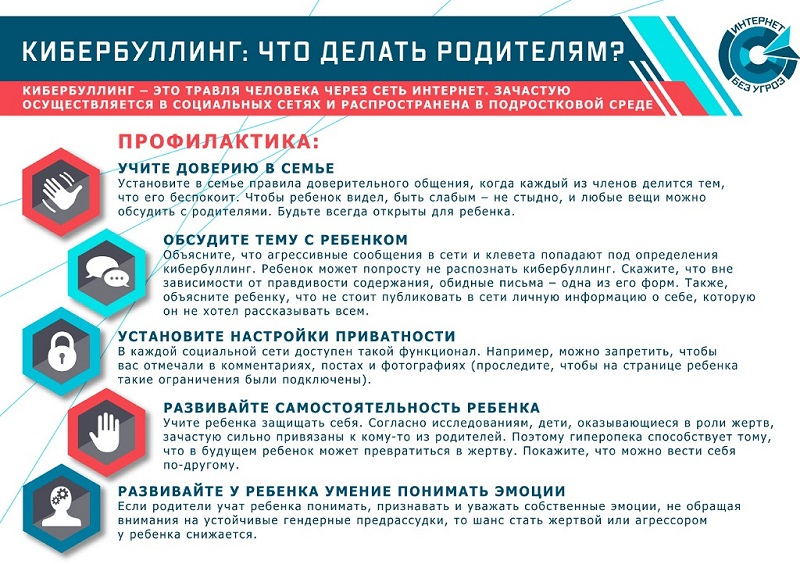 КИБЕРБУЛЛИНГ: ЧТО ДЕЛАТЬ РОДИТЕЛЯМ?
ИНТЕРНЕТ
БЕЗ УГРОЗ
КИБЕРБУЛЛИНГ – ЭТО ТРАВЛЯ ЧЕЛОВЕКА ЧЕРЕЗ СЕТЬ ИНТЕРНЕТ. ЗАЧАСТУЮ
ОСУЩЕСТВЛЯЕТСЯ В СОЦИАЛЬНЫХ СЕТЯХ И РАСПРОСТРАНЕНА В ПОДРОСТКОВОЙ СРЕДЕ
ПРОФИЛАКТИКА:
УЧИТЕ ДОВЕРИЮ В СЕМЬЕ
Установите в семье правила доверительного общения, когда каждый из членов делится тем,
что его беспокоит. Чтобы ребенок видел, быть слабым – не стыдно, и любые вещи можно
обсудить с родителями. Будьте всегда открыты для ребенка.
ОБСУДИТЕ ТЕМУ С РЕБЕНКОМ
Объясните, что агрессивные сообщения в сети и клевета попадают под определения
кибербуллинг. Ребенок может попросту не распознать кибербуллинг. Скажите, что вне
зависимости от правдивости содержания, обидные письма – одна из его форм. Также,
объясните ребенку, что не стоит публиковать в сети личную информацию о себе, которую
он не хотел рассказывать всем.
УСТАНОВИТЕ НАСТРОЙКИ ПРИВАТНОСТИ
В каждой социальной сети доступен такой функционал. Например, можно запретить, чтобы
вас отмечали в комментариях, постах и фотографиях (проследите, чтобы на странице ребенка
такие ограничения были подключены).
РАЗВИВАЙТЕ САМОСТОЯТЕЛЬНОСТЬ РЕБЕНКА
Учите ребенка защищать себя. Согласно исследованиям, дети, оказывающиеся в роли жертв,
зачастую сильно привязаны к кому-то из родителей. Поэтому гиперопека способствует тому,
что в будущем ребенок может превратиться в жертву. Покажите, что можно вести себя
по-другому.
РАЗВИВАЙТЕ У РЕБЕНКА УМЕНИЕ ПОНИМАТЬ ЭМОЦИИ
Если родители учат ребенка понимать, признавать и уважать собственные эмоции, не обращая
внимания на устойчивые гендерные предрассудки, то шанс стать жертвой или агрессором
у ребенка снижается.